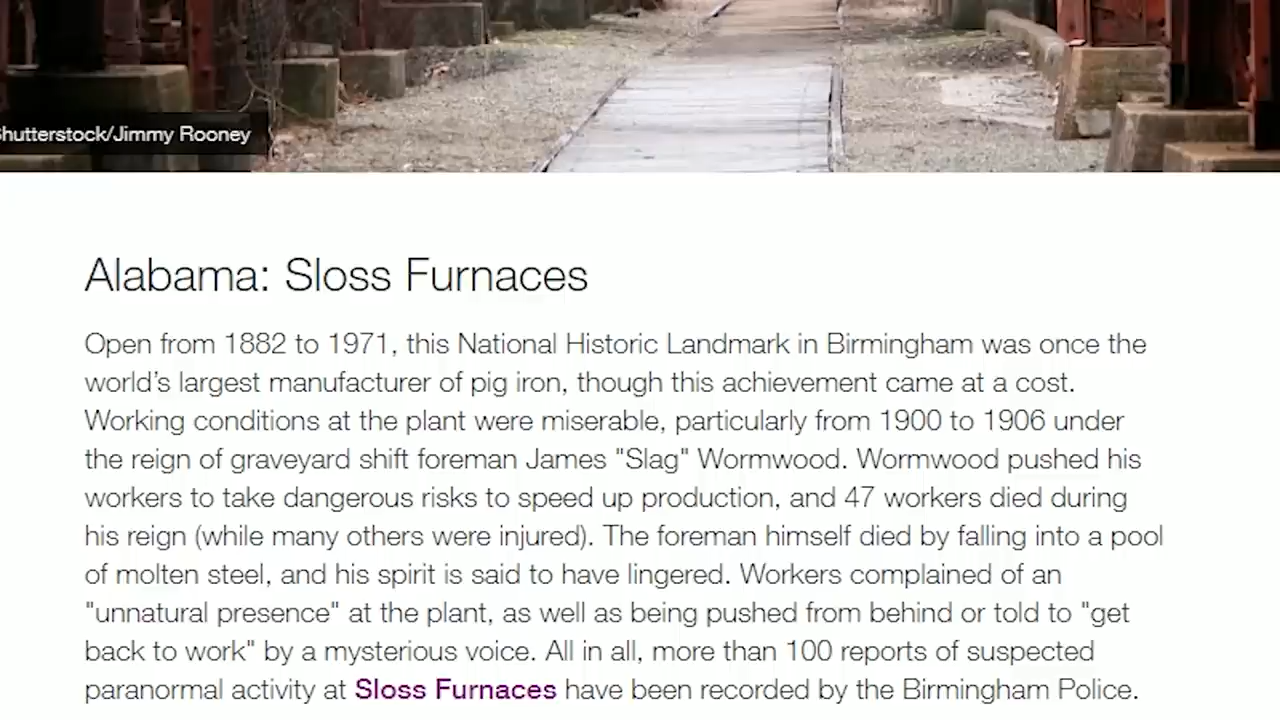 Shutterstock/Jimmy Rooney
Alabama: Sloss Furnaces
Open from 1882 to 1971, this National Historic Landmark in Birmingham was once the
world's largest manufacturer of pig iron, though this achievement came at a cost.
Working conditions at the plant were miserable, particularly from 1900 to 1906 under
the reign of graveyard shift foreman James "Slag" Wormwood. Wormwood pushed his
workers to take dangerous risks to speed up production, and 47 workers died during
his reign (while many others were injured). The foreman himself died by falling into a pool
of molten steel, and his spirit is said to have lingered. Workers complained of an
"unnatural presence" at the plant, as well as being pushed from behind or told to "get
back to work" by a mysterious voice. All in all, more than 100 reports of suspected
paranormal activity at Sloss Furnaces have been recorded by the Birmingham Police.